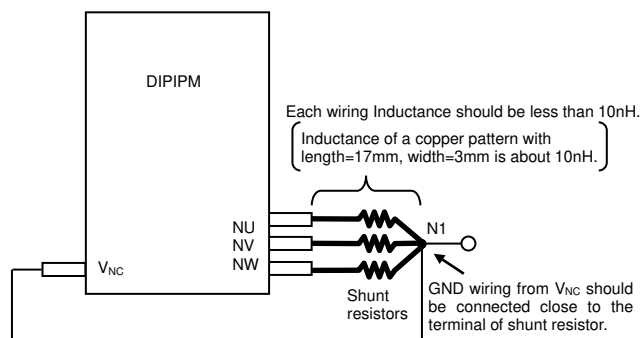 DIPIPM
Each wiring Inductance should be less than 10nH.
Inductance of a copper pattern with
length=17mm, width=3mm is about 10nH.
NU
NV
NW
N1
VNC
Shunt
resistors
GND wiring from VNC should
be connected close to the
terminal of shunt resistor.